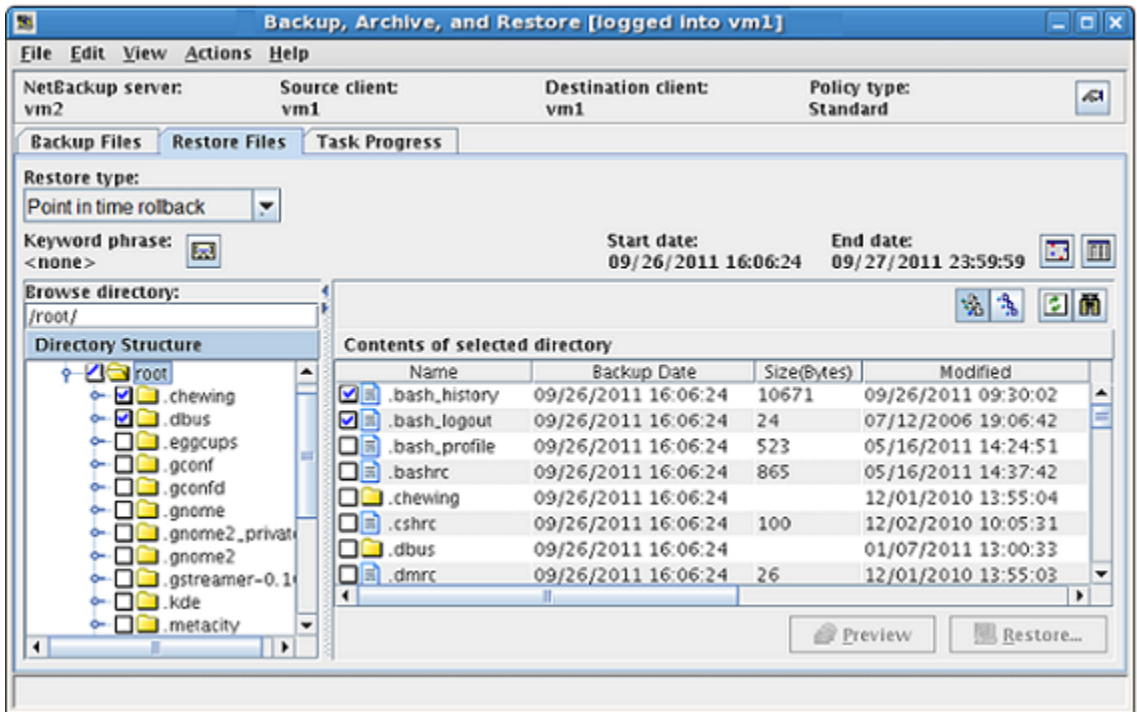 Backup, Archive, and Restore [logged into vm1]
File Edit View Actions Help
NetBackup server: Source client: Destination client: Policy type:
vm2 vm1 vm1 Standard
Backup Files Restore Files Task Progress
Restore type:
Point in time rollback
Keyword phrase: Start date: End date:
<none> 09/26/2011 16:06:24 09/27/2011 23:59:59
Browse directory:
/root/
Directory Structure
root
.chewing
.dbus
.eggcups
.gconf
.gconfd
.gnome
.gnome2_privat
.gnome2
.gstreamer-0.1
.kde
.metacity
Contents of selected directory
Name Backup Date Size(Bytes) Modified
.bash_history 09/26/2011 16:06:24 10671 09/26/2011 09:30:02
.bash_logout 09/26/2011 16:06:24 24 07/12/2006 19:06:42
.bash_profile 09/26/2011 16:06:24 523 05/16/2011 14:24:51
.bashrc 09/26/2011 16:06:24 865 05/16/2011 14:37:42
.chewing 09/26/2011 16:06:24 12/01/2010 13:55:04
.cshrc 09/26/2011 16:06:24 100 12/02/2010 10:05:31
.dbus 09/26/2011 16:06:24 01/07/2011 13:00:33
.dmrc 09/26/2011 16:06:24 26 12/01/2010 13:55:03
Preview Restore...